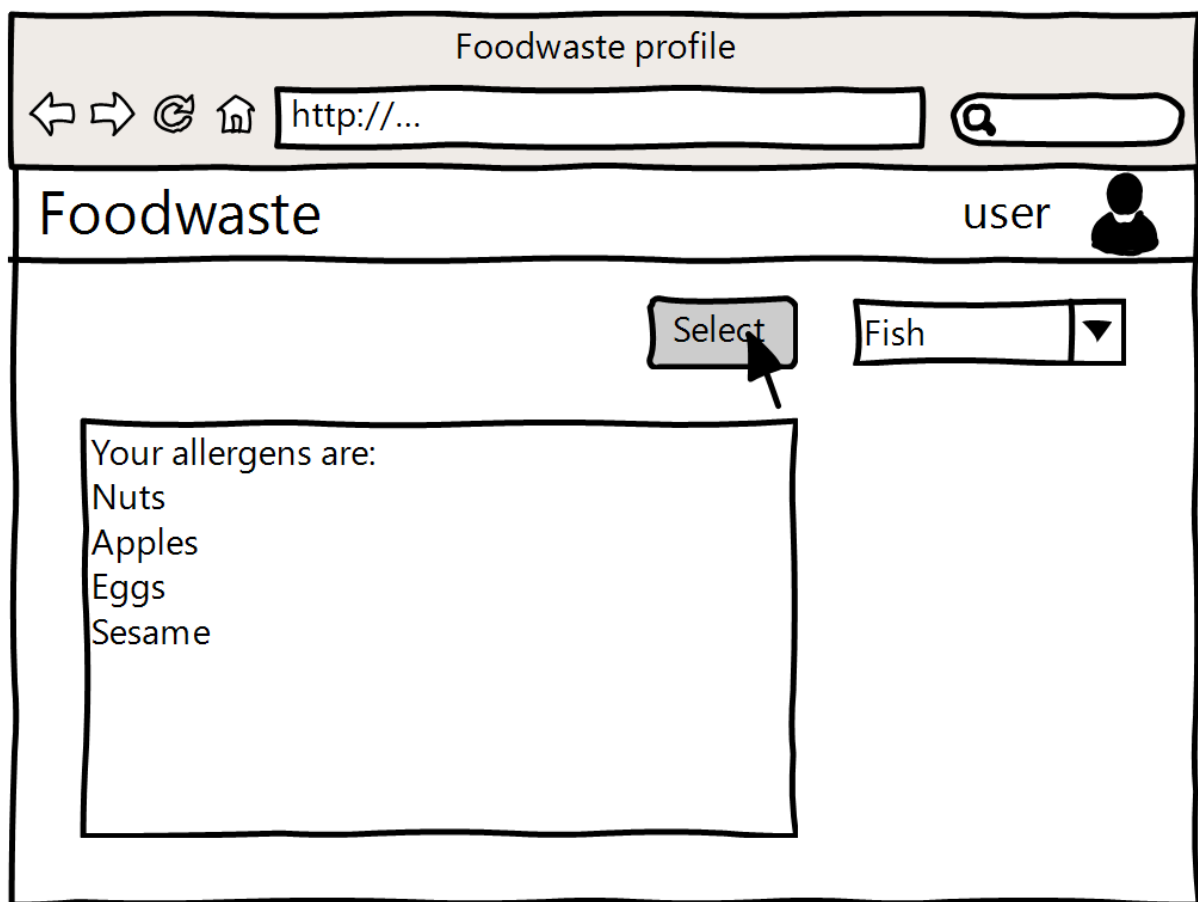 Foodwaste profile
http://...
Foodwaste
user
Select
Fish
Your allergens are:
Nuts
Apples
Eggs
Sesame